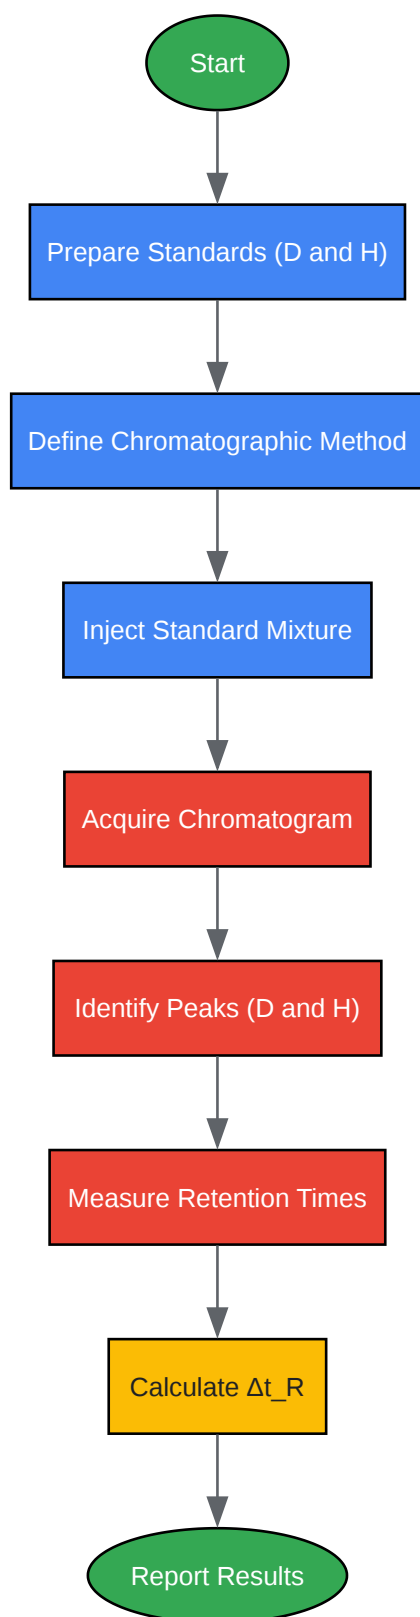 Start
Prepare Standards (D and H)
Define Chromatographic Method
Inject Standard Mixture
Acquire Chromatogram
Identify Peaks (D and H)
Measure Retention Times
Calculate Δt_R
Report Results